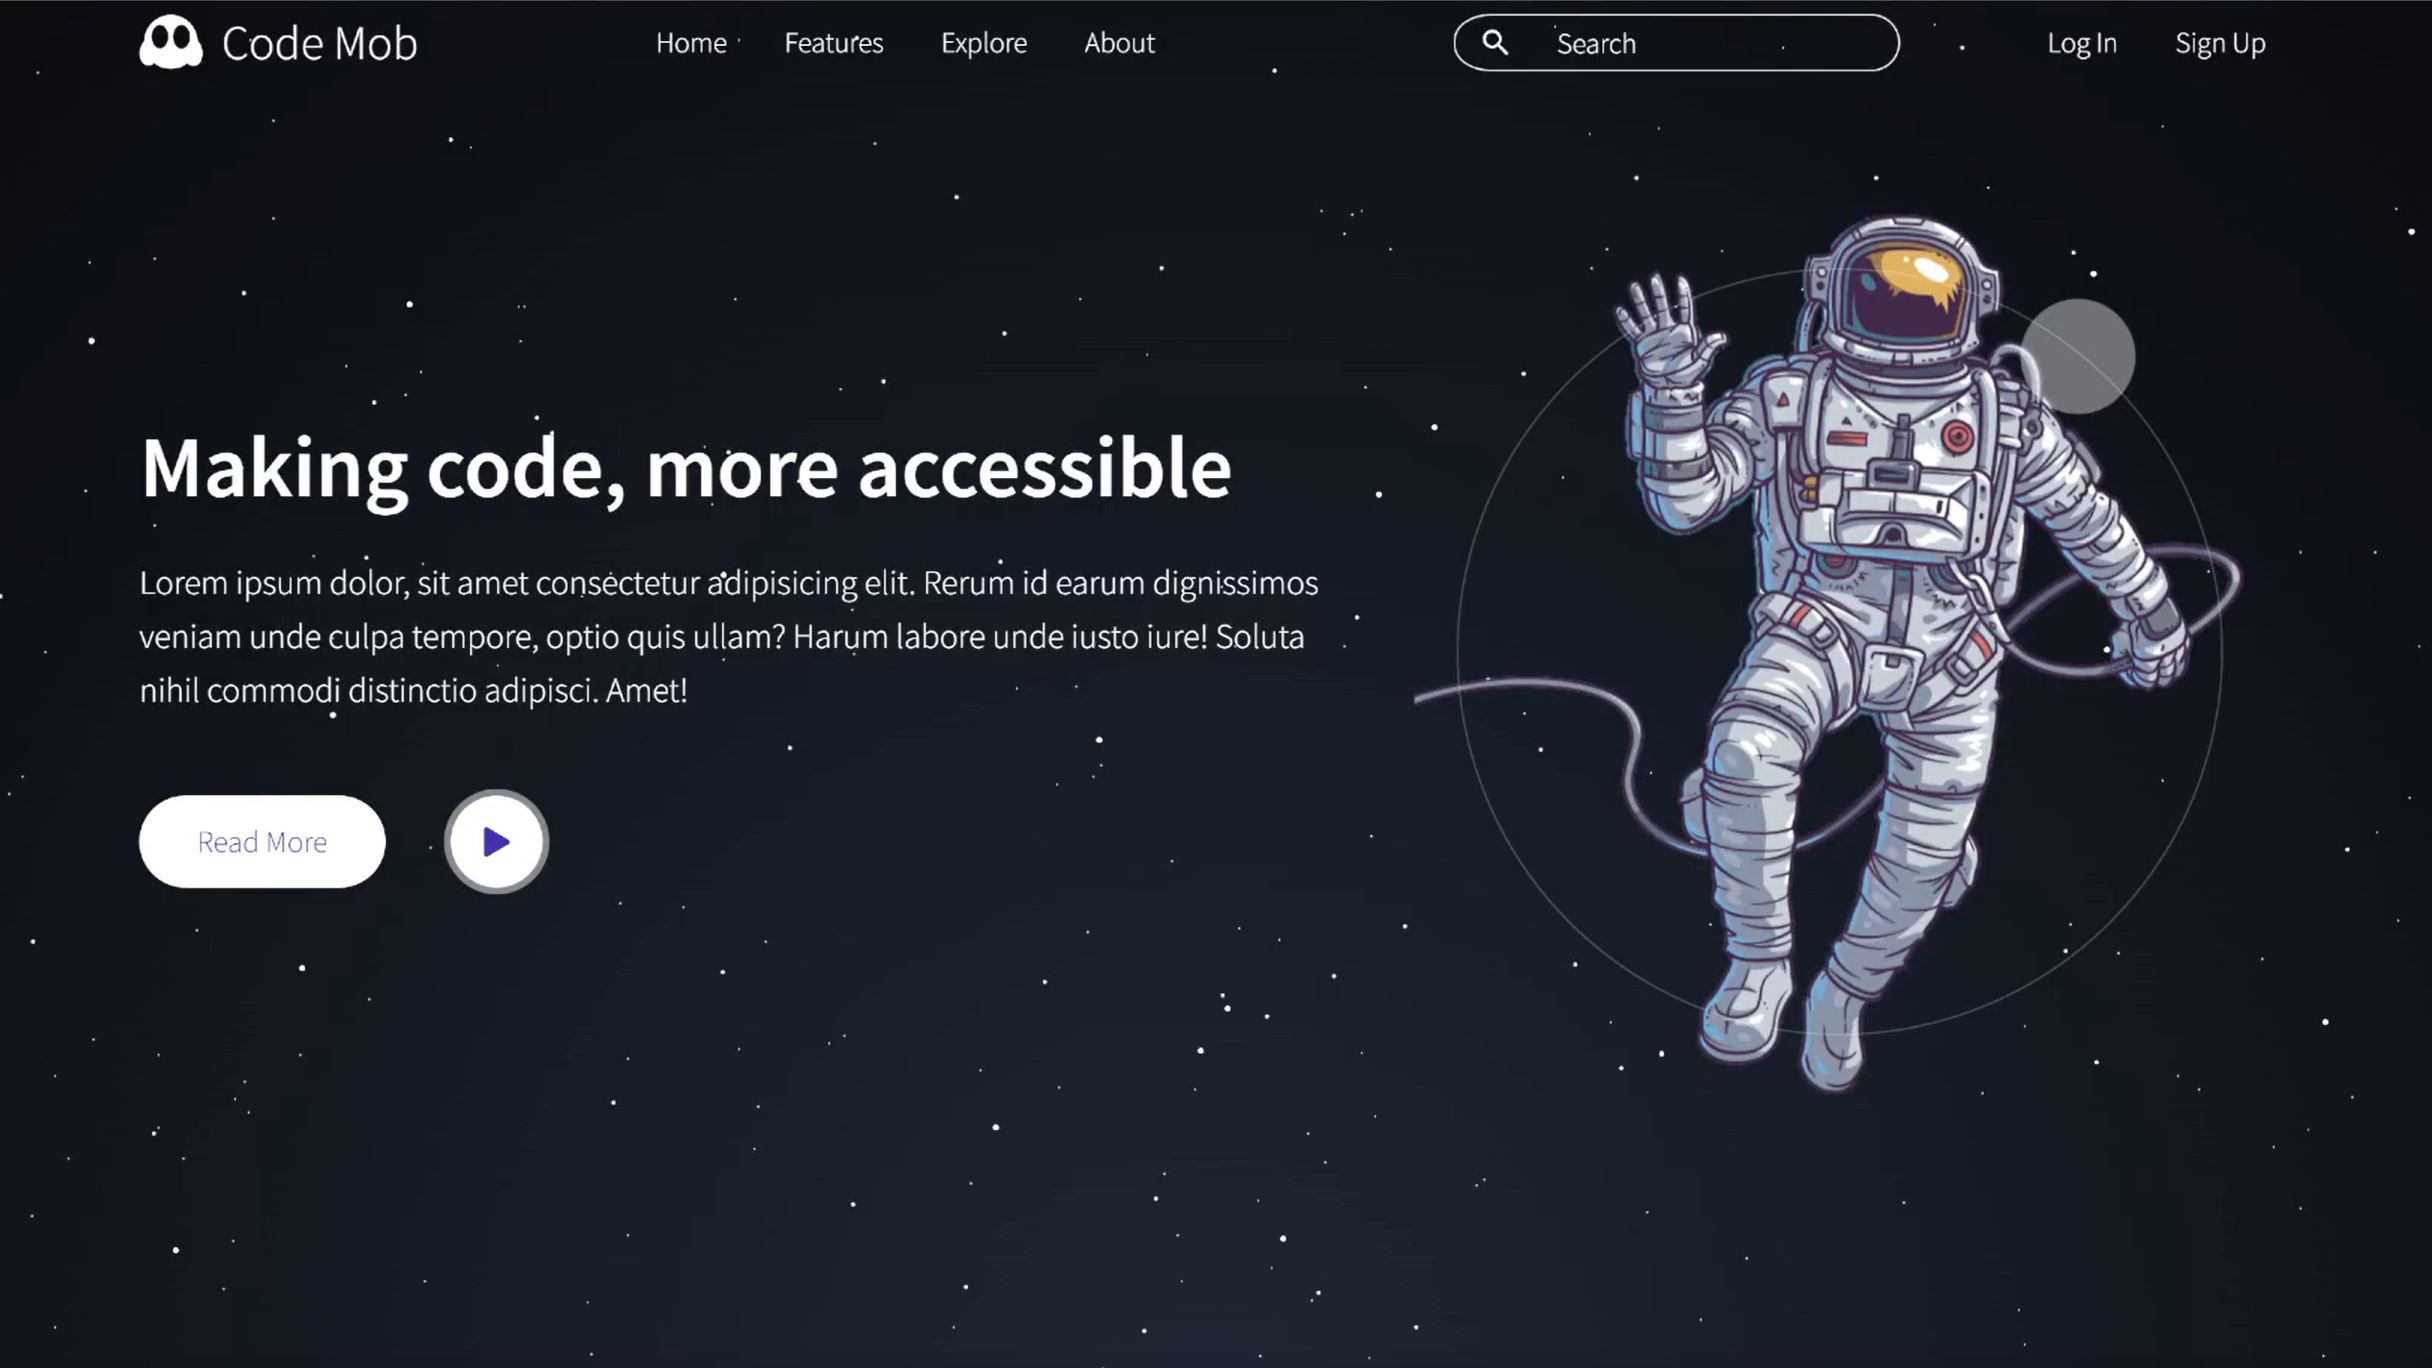 Code Mob
Home Features Explore About
Search
Log In Sign Up
Making code, more accessible
Lorem ipsum dolor, sit amet consectetur adipisicing elit. Rerum id earum dignissimos
veniam unde culpa tempore, optio quis ullam? Harum labore unde iusto iure! Soluta
nihil commodi distinctio adipisci. Amet!
Read More